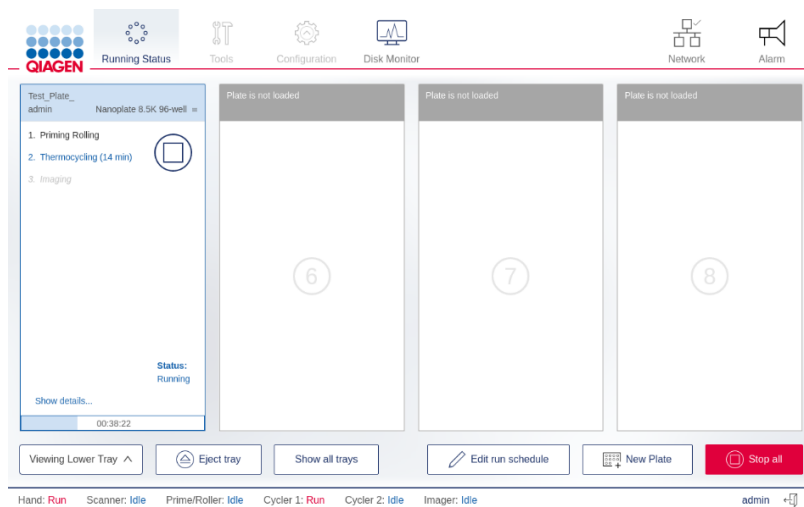 QIAGEN
Running Status
Tools
Configuration
Disk Monitor
Network
Alarm
Test_Plate_
admin Nanoplate 8.5K 96-well
1. Priming Rolling
2. Thermocycling (14 min)
3. Imaging
Status:
Running
Show details...
00:38:22
Plate is not loaded
6
Plate is not loaded
7
Plate is not loaded
8
Viewing Lower Tray
Eject tray
Show all trays
Edit run schedule
New Plate
Stop all
Hand: Run Scanner: Idle Prime/Roller: Idle Cycler 1: Run Cycler 2: Idle Imager: Idle admin